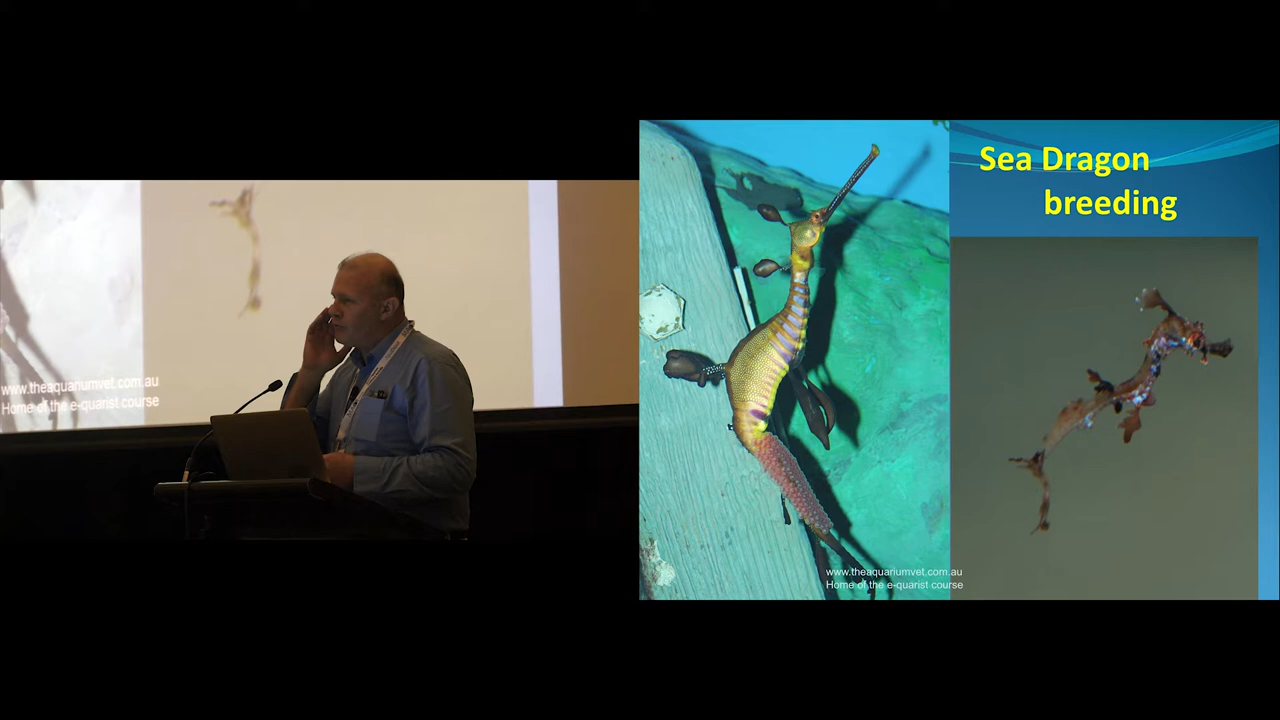 www.theaquariumvet.com.au
Home of the e-quarist course
Sea Dragon
breeding
www.theaquariumvet.com.au
Home of the e-quarist course